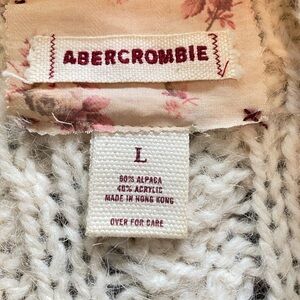 ABERCROMBIE
L
60% ALPACA
40% ACRYLIC
MADE IN HONG KONG
OVER FOR CARE